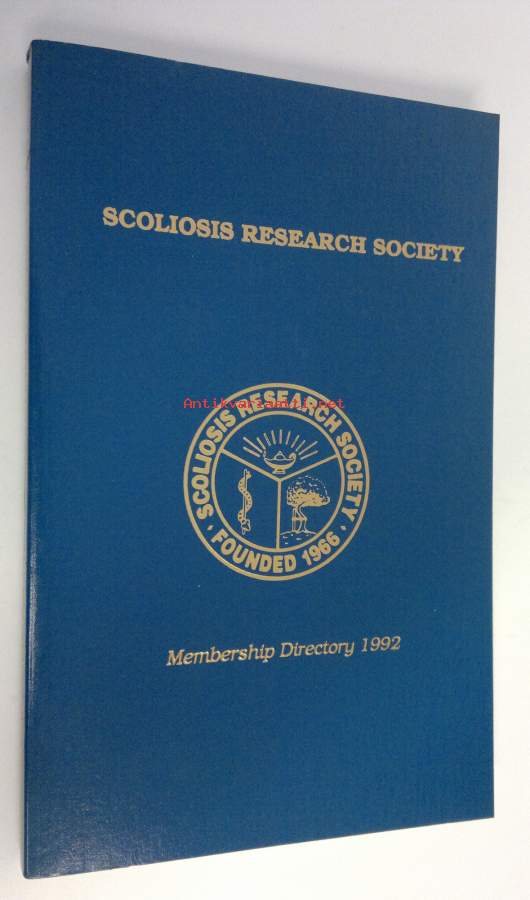 SCOLIOSIS RESEARCH SOCIETY
Antikvariaatti.net
SCOLIOSIS RESEARCH SOCIETY
· FOUNDED 1966 ·
Membership Directory 1992